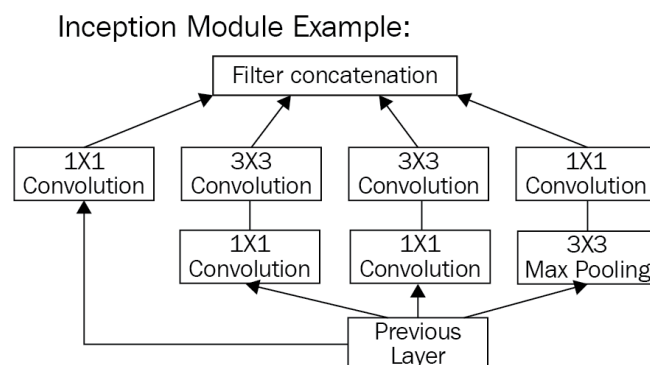 Inception Module Example:
Filter concatenation
1X1
Convolution
3X3
Convolution
3X3
Convolution
1X1
Convolution
1X1
Convolution
1X1
Convolution
3X3
Max Pooling
Previous
Layer